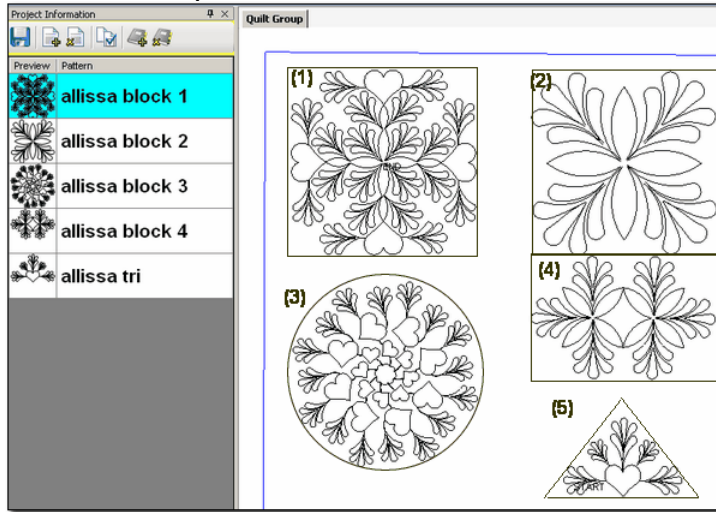 Project Information
Quilt Group
Preview Pattern
allissa block 1
allissa block 2
allissa block 3
allissa block 4
allissa tri
(1)
END
(2)
(3)
(4)
(5)
START